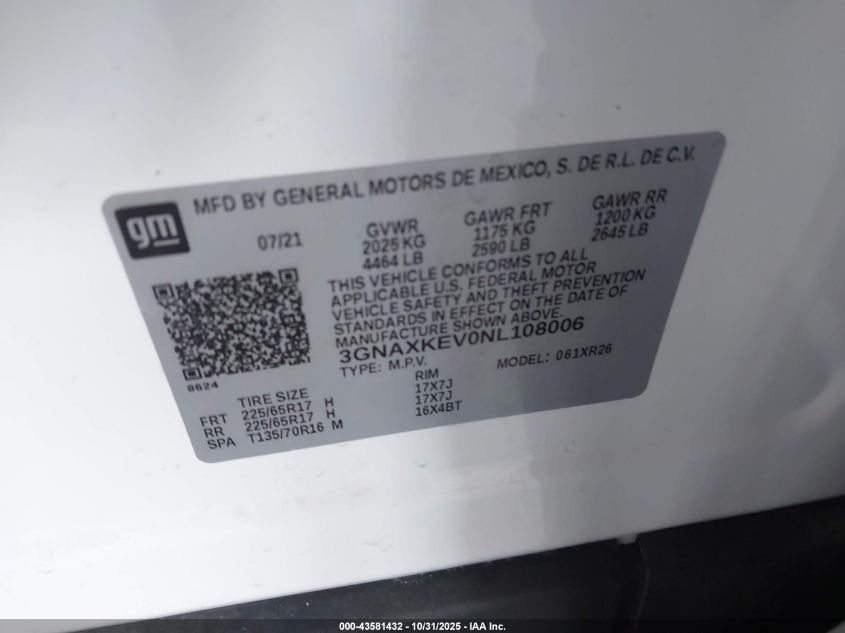 gm
MFD BY GENERAL MOTORS DE MEXICO, S. DE R.L. DE C.V.
07/21
GVWR GAWR FRT GAWR RR
2025 KG 1175 KG 1200 KG
4464 LB 2590 LB 2645 LB
THIS VEHICLE CONFORMS TO ALL
APPLICABLE U.S. FEDERAL MOTOR
VEHICLE SAFETY AND THEFT PREVENTION
STANDARDS IN EFFECT ON THE DATE OF
MANUFACTURE SHOWN ABOVE.
3GNAXKEV0NL108006
TYPE: M.P.V. MODEL: 061XR26
8624
TIRE SIZE RIM
FRT 225/65R17 H 17X7J
RR 225/65R17 H 17X7J
SPA T135/70R16 M 16X4BT
000-43581432 - 10/31/2025 - IAA Inc.